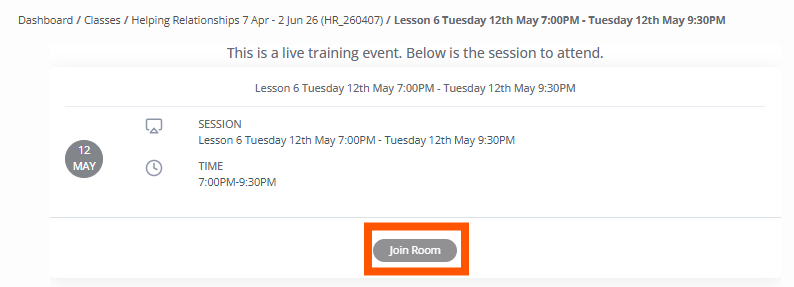 Dashboard / Classes / Helping Relationships 7 Apr - 2 Jun 26 (HR_260407) / Lesson 6 Tuesday 12th May 7:00PM - Tuesday 12th May 9:30PM
This is a live training event. Below is the session to attend.
Lesson 6 Tuesday 12th May 7:00PM - Tuesday 12th May 9:30PM
12
MAY
SESSION
Lesson 6 Tuesday 12th May 7:00PM - Tuesday 12th May 9:30PM
TIME
7:00PM-9:30PM
Join Room